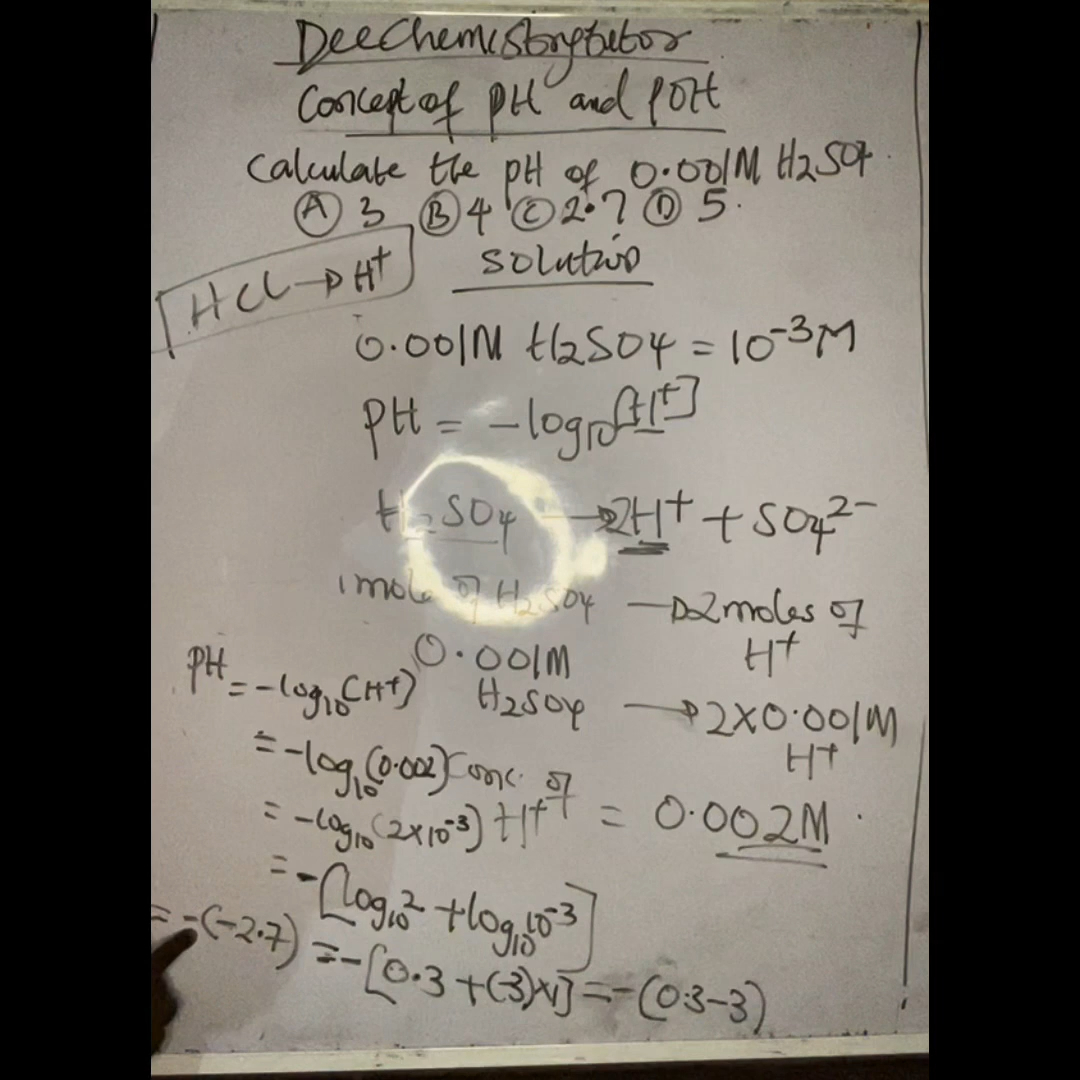 DeeChemistrytutor
Concept of PH and POH
Calculate the pH of 0.001M H2SO4.
(A) 3 (B) 4 (C) 2.7 (D) 5.
Solution
HCl → H+
0.001M H2SO4 = 10⁻³M
PH = -log10[H+]
H2SO4 → 2H+ + SO4²⁻
1 mole of H2SO4 → 2 moles of
H+
0.001M
H2SO4 → 2×0.001M
H+
Conc. of
H+ = 0.002M.
PH = -log10(H+)
= -log10(0.002)
= -log10(2×10⁻³)
= -[log10 2 + log10 10⁻³]
= -[0.3 + (-3)×1] = -(0.3-3)
= -(-2.7)